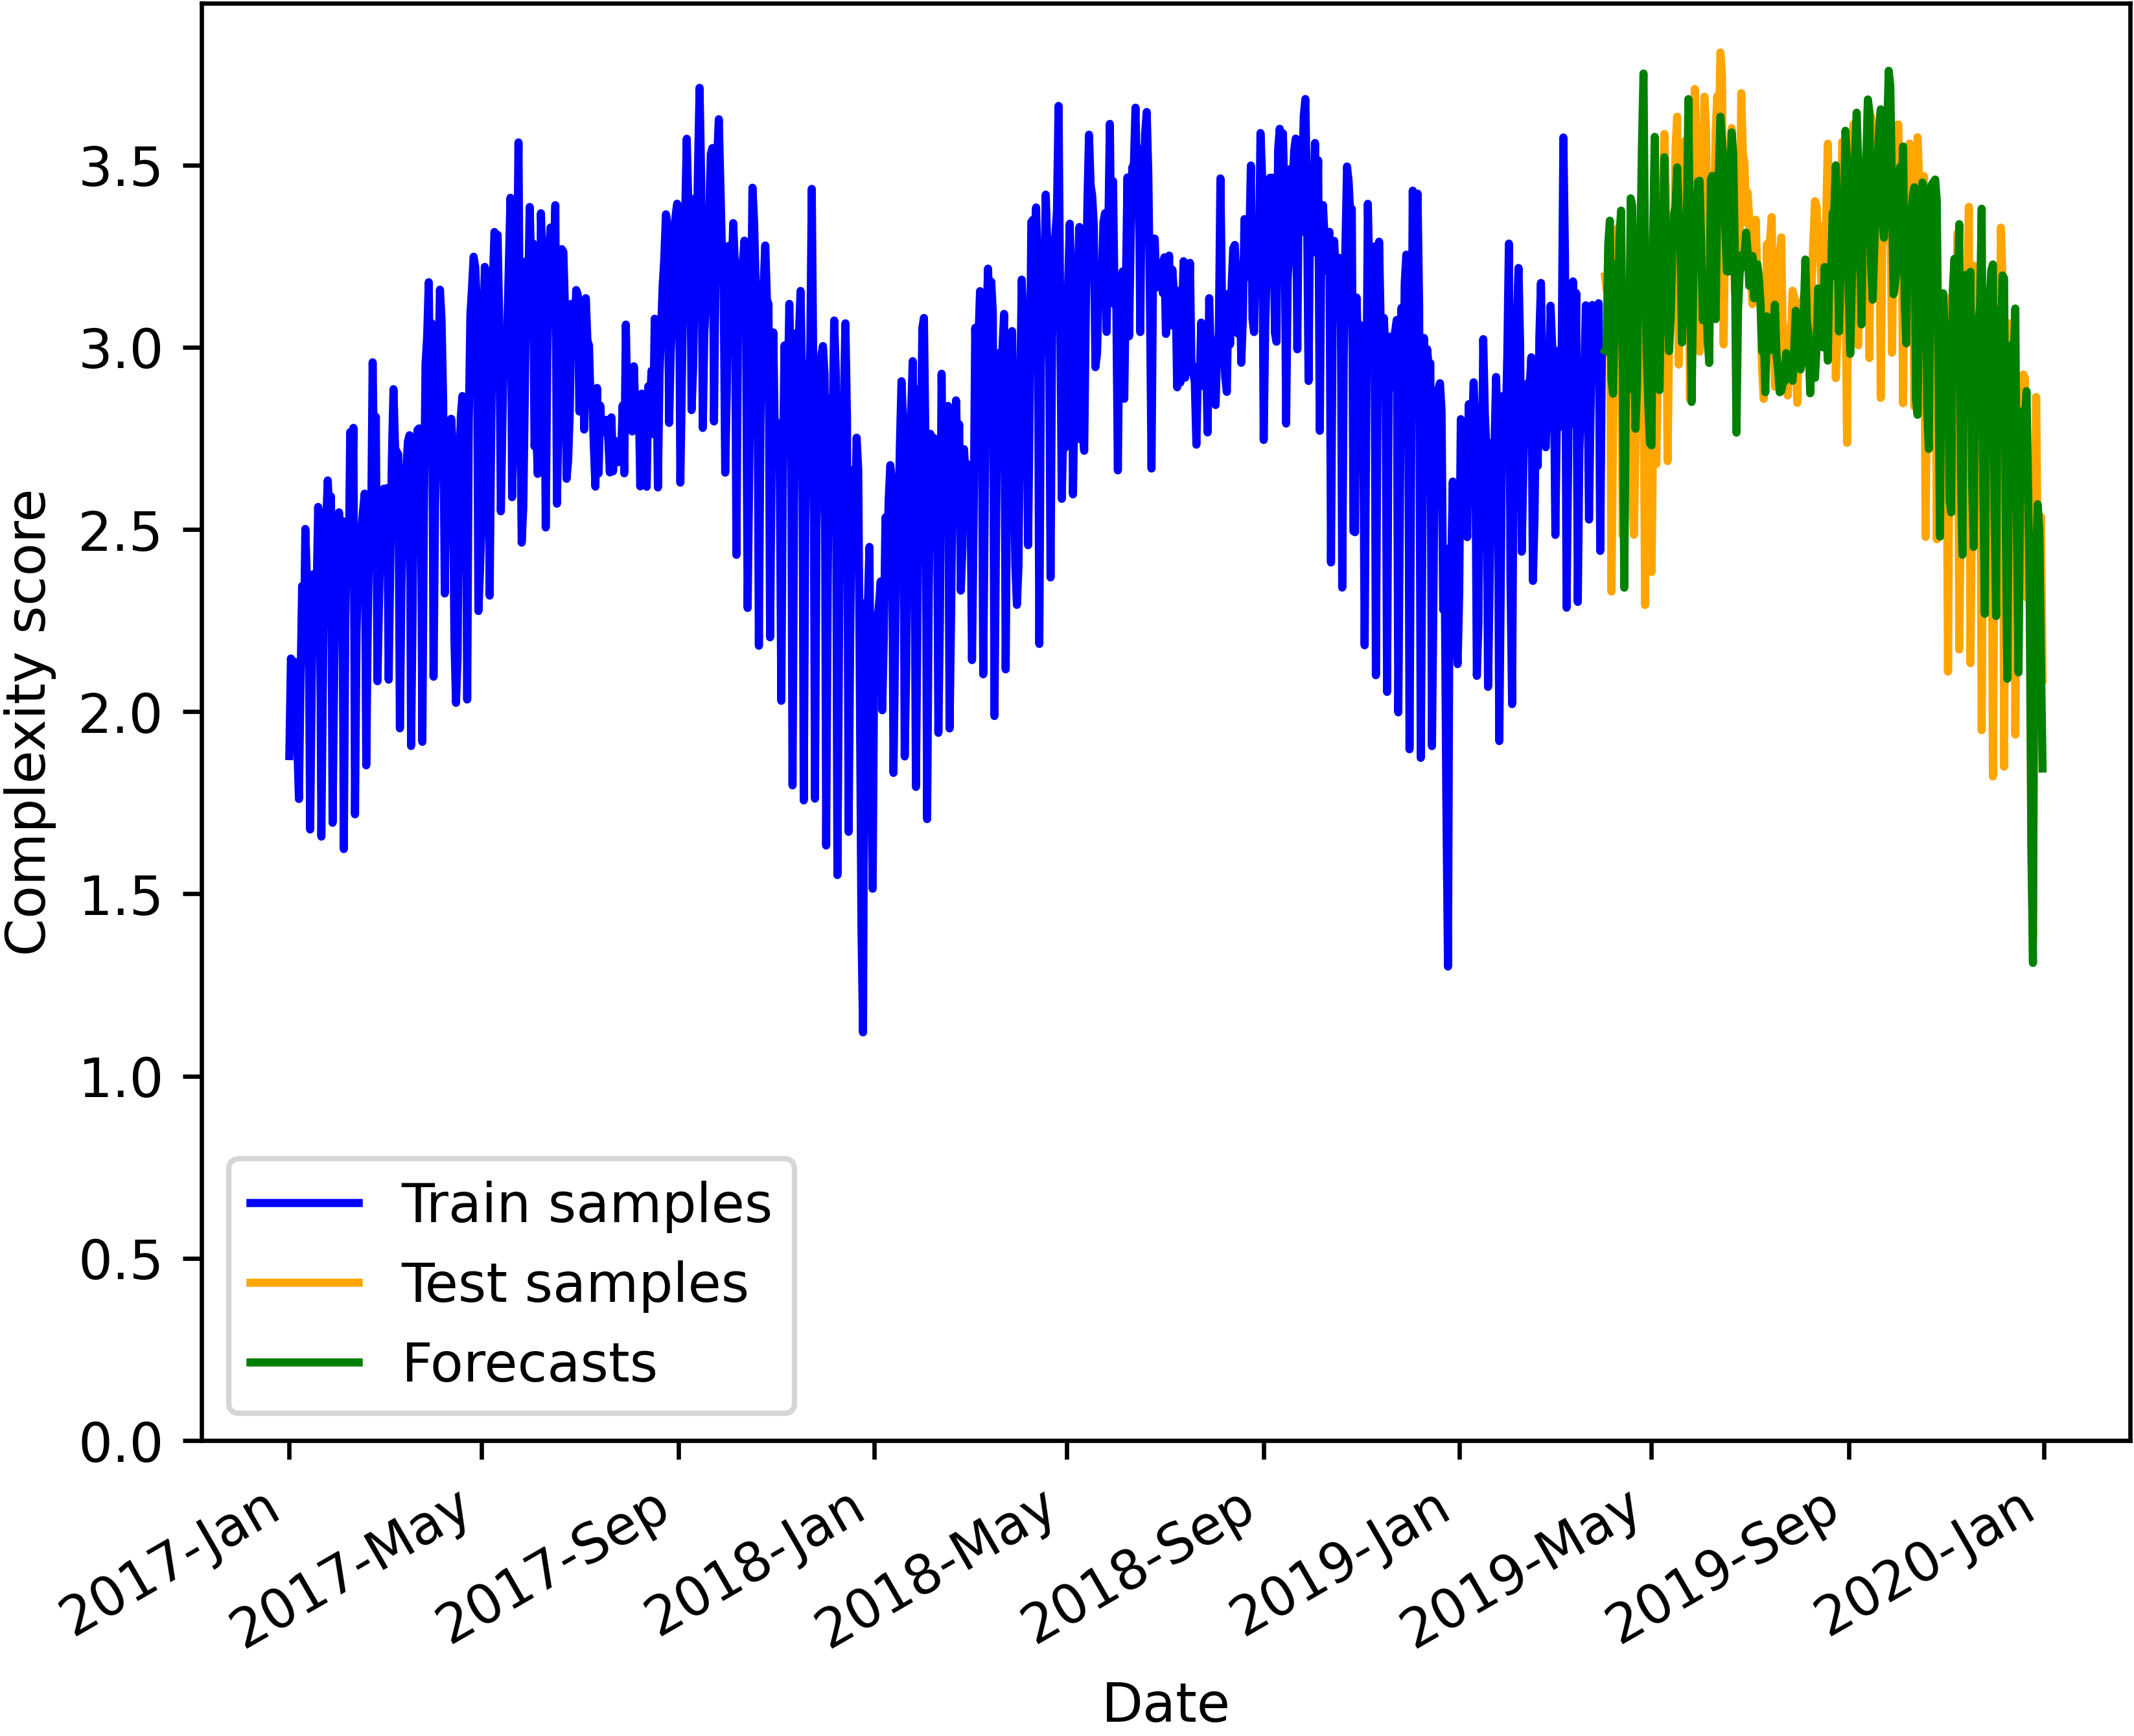 Complexity score
3.5
3.0
2.5
2.0
1.5
1.0
0.5
0.0
Train samples
Test samples
Forecasts
2017-Jan
2017-May
2017-Sep
2018-Jan
2018-May
2018-Sep
2019-Jan
2019-May
2019-Sep
2020-Jan
Date